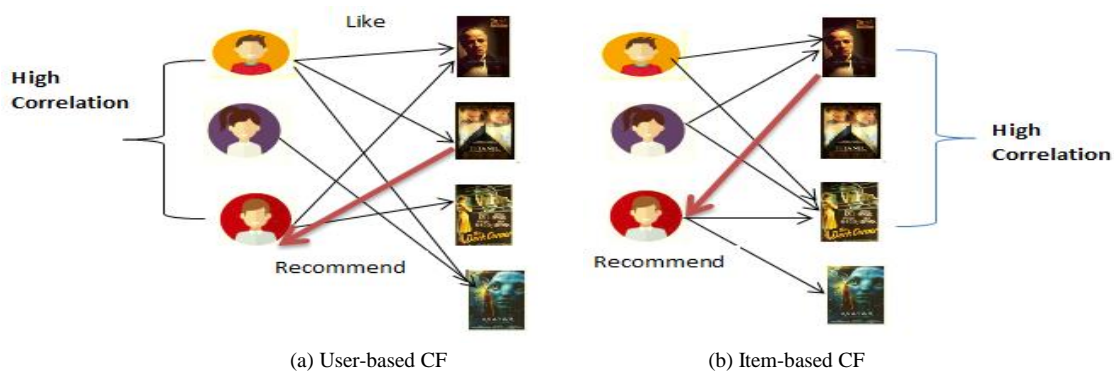 Like
High
Correlation
Recommend
(a) User-based CF
High
Correlation
Recommend
(b) Item-based CF